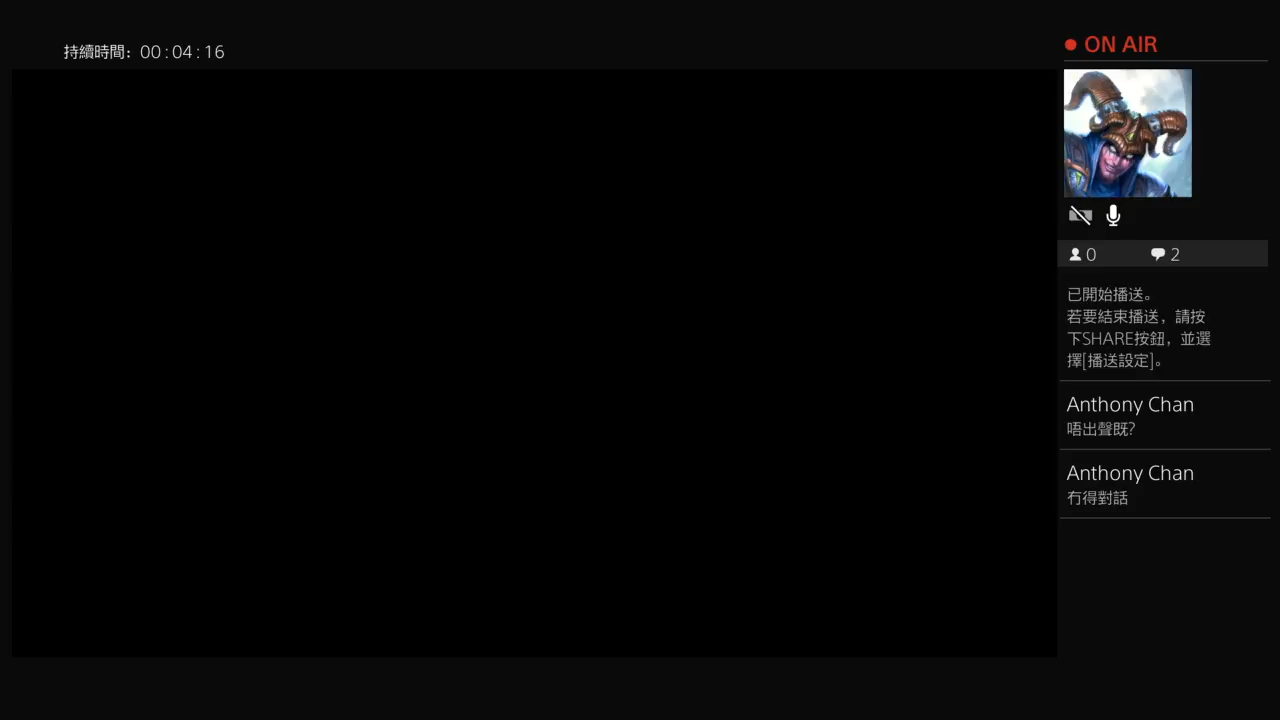 持續時間: 00:04:16
ON AIR
0 2
已開始播送。
若要結束播送，請按
下SHARE按鈕，並選
擇[播送設定]。
Anthony Chan
唔出聲既?
Anthony Chan
冇得對話